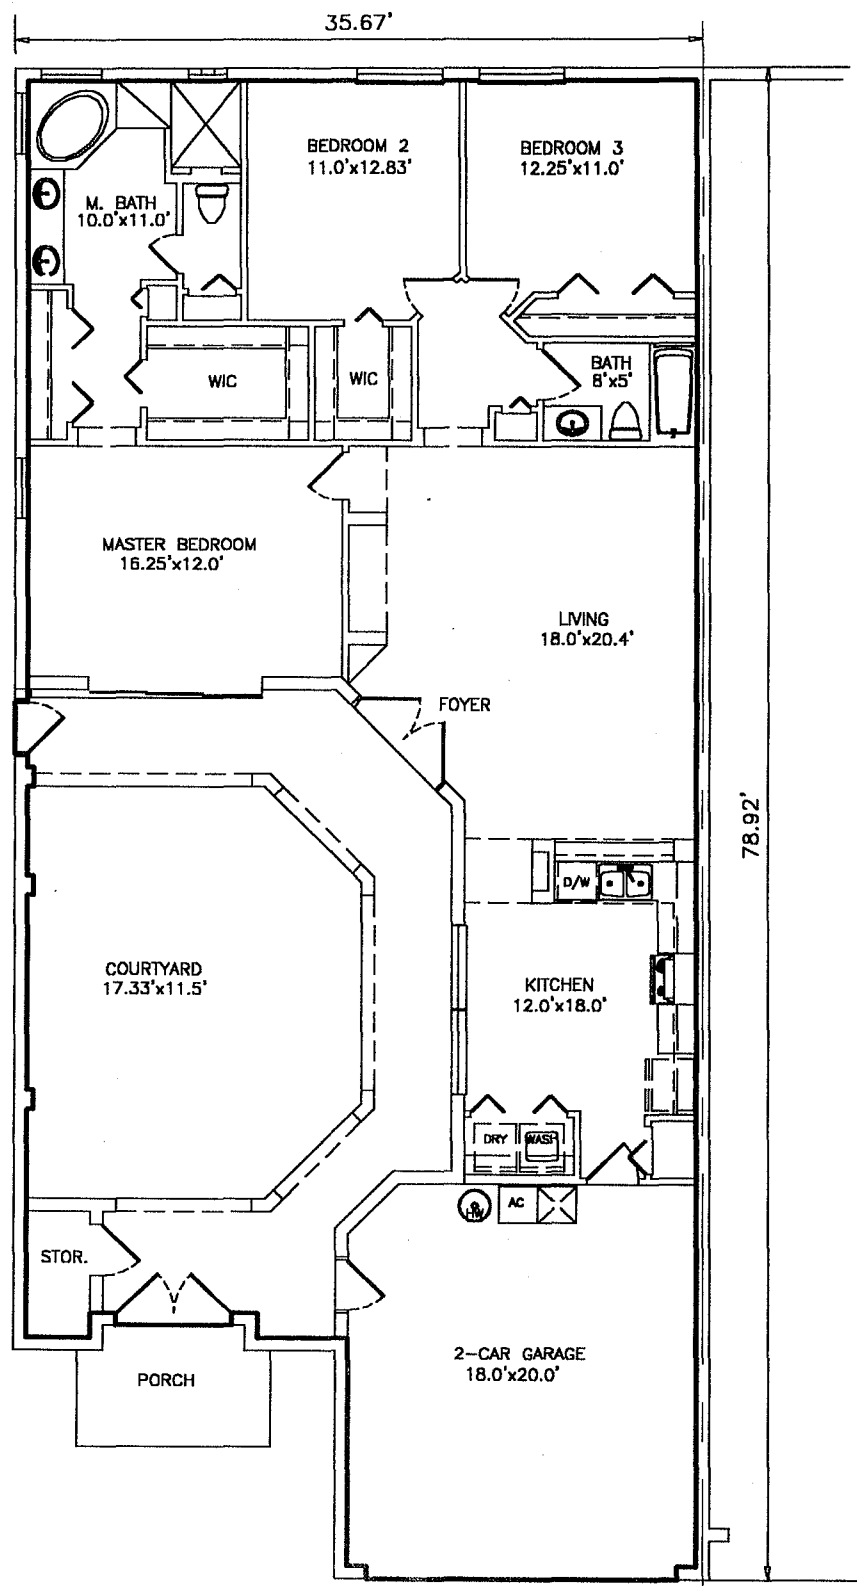 35.67'
BEDROOM 2
11.0'x12.83'
BEDROOM 3
12.25'x11.0'
M. BATH
10.0'x11.0'
WIC
WIC
BATH
8'x5'
MASTER BEDROOM
16.25'x12.0'
LIVING
18.0'x20.4'
FOYER
78.92'
D/W
COURTYARD
17.33'x11.5'
KITCHEN
12.0'x18.0'
DRY
WASH
HW
AC
STOR.
2-CAR GARAGE
18.0'x20.0'
PORCH